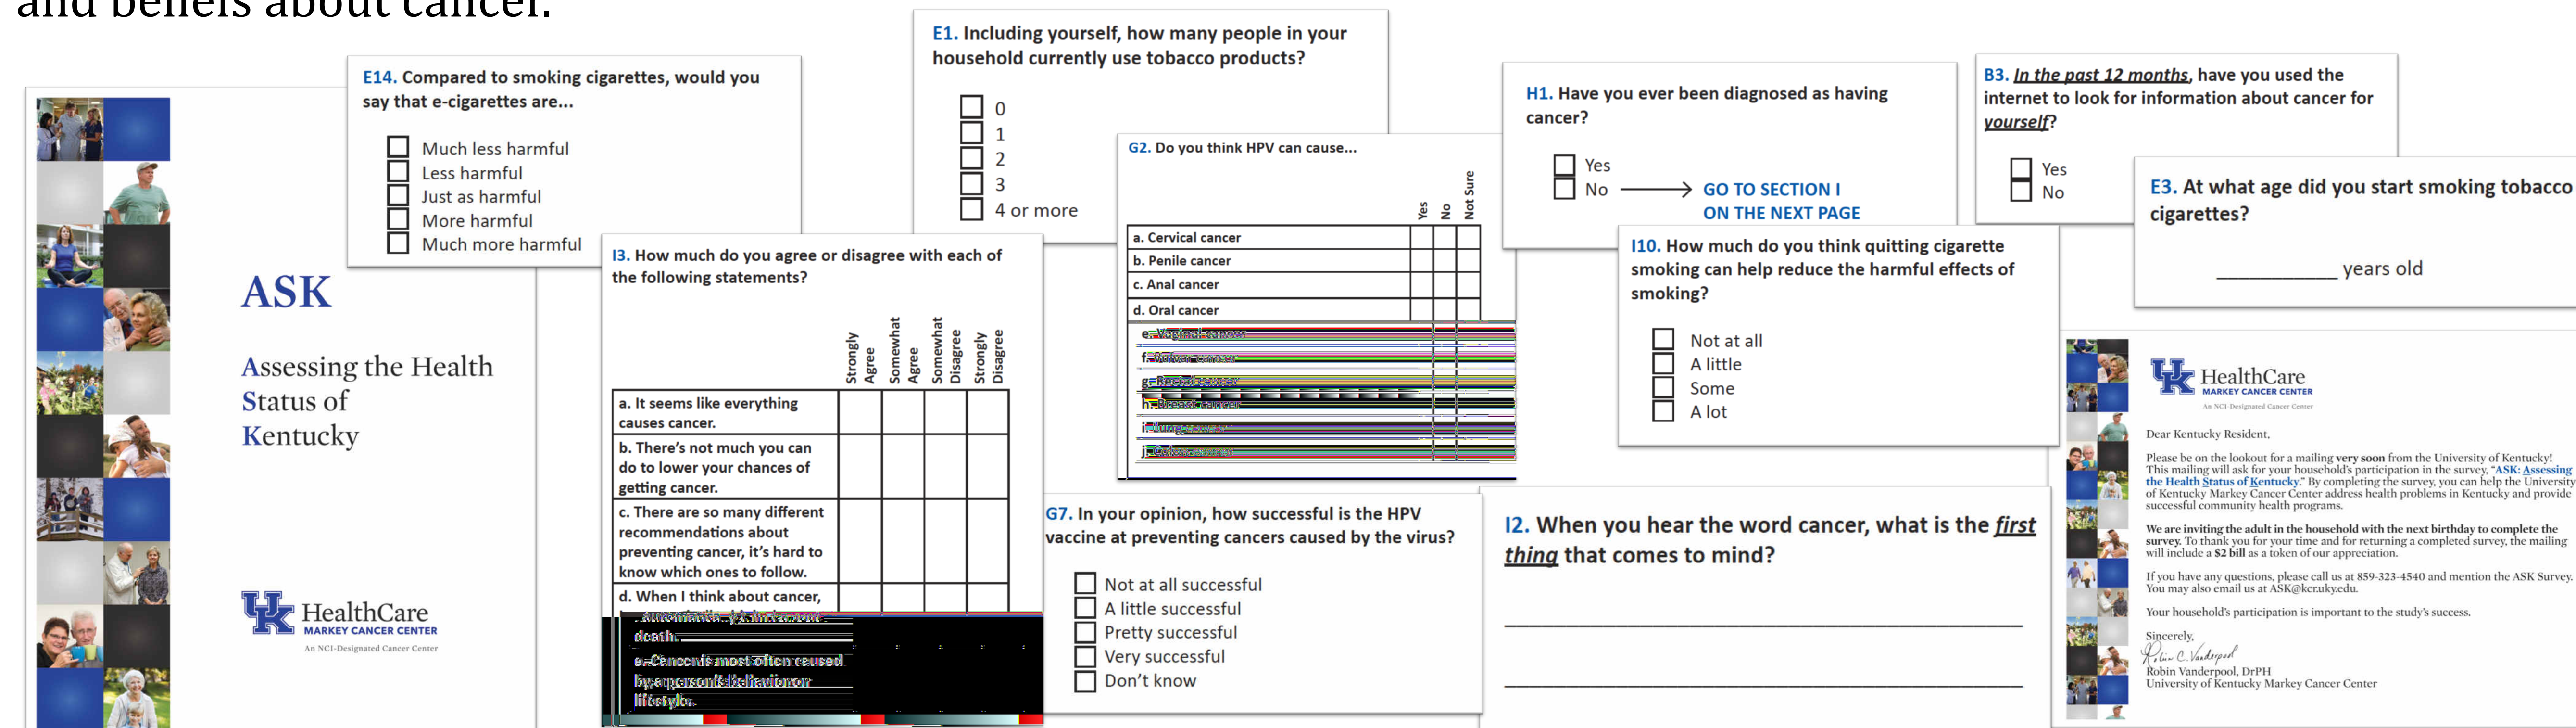 and beliefs about cancer.
ASK
Assessing the Health
Status of
Kentucky
UK HealthCare
MARKEY CANCER CENTER
An NCI-Designated Cancer Center
E14. Compared to smoking cigarettes, would you
say that e-cigarettes are...
Much less harmful
Less harmful
Just as harmful
More harmful
Much more harmful
I3. How much do you agree or disagree with each of
the following statements?
Strongly
Agree
Somewhat
Agree
Somewhat
Disagree
Strongly
Disagree
a. It seems like everything
causes cancer.
b. There's not much you can
do to lower your chances of
getting cancer.
c. There are so many different
recommendations about
preventing cancer, it's hard to
know which ones to follow.
d. When I think about cancer,
death.
e. Cancer is most often caused
by a person's behavior or
lifestyle.
E1. Including yourself, how many people in your
household currently use tobacco products?
0
1
2
3
4 or more
G2. Do you think HPV can cause...
Yes
No
Not Sure
a. Cervical cancer
b. Penile cancer
c. Anal cancer
d. Oral cancer
G7. In your opinion, how successful is the HPV
vaccine at preventing cancers caused by the virus?
Not at all successful
A little successful
Pretty successful
Very successful
Don't know
H1. Have you ever been diagnosed as having
cancer?
Yes
No → GO TO SECTION I
ON THE NEXT PAGE
I10. How much do you think quitting cigarette
smoking can help reduce the harmful effects of
smoking?
Not at all
A little
Some
A lot
I2. When you hear the word cancer, what is the first
thing that comes to mind?
B3. In the past 12 months, have you used the
internet to look for information about cancer for
yourself?
Yes
No
E3. At what age did you start smoking tobacco
cigarettes?
years old
UK HealthCare
MARKEY CANCER CENTER
An NCI-Designated Cancer Center
Dear Kentucky Resident,
Please be on the lookout for a mailing very soon from the University of Kentucky!
This mailing will ask for your household's participation in the survey, "ASK: Assessing
the Health Status of Kentucky." By completing the survey, you can help the University
of Kentucky Markey Cancer Center address health problems in Kentucky and provide
successful community health programs.
We are inviting the adult in the household with the next birthday to complete the
survey. To thank you for your time and for returning a completed survey, the mailing
will include a $2 bill as a token of our appreciation.
If you have any questions, please call us at 859-323-4540 and mention the ASK Survey.
You may also email us at ASK@kcr.uky.edu.
Your household's participation is important to the study's success.
Sincerely,
Robin C. Vanderpool
Robin Vanderpool, DrPH
University of Kentucky Markey Cancer Center